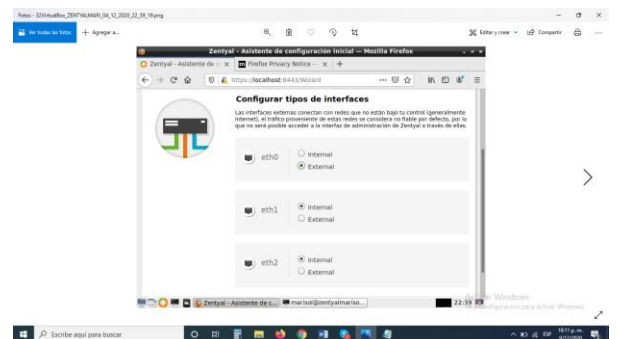 Fotos - 32VirtualBox_ZENTYALMARI_04_12_2020_22_39_19.png
Ver todas las fotos
Agregar a...
Editar y crear
Compartir
Zentyal - Asistente de configuración inicial — Mozilla Firefox
Zentyal - Asistente de c
Firefox Privacy Notice —
https://localhost:8443/Wizard
Configurar tipos de interfaces
Las interfaces externas conectan con redes que no están bajo tu control (generalmente
Internet), el tráfico proveniente de estas redes se considera no fiable por defecto, por lo
que no será posible acceder a la interfaz de administración de Zentyal a través de ellas.
eth0
Internal
External
eth1
Internal
External
eth2
Internal
External
Zentyal - Asistente de c...
marisol@zentyalmariso...
22:39
Windows
configuración para activar Windows.
Escribe aquí para buscar
ESP
10:11 p. m.